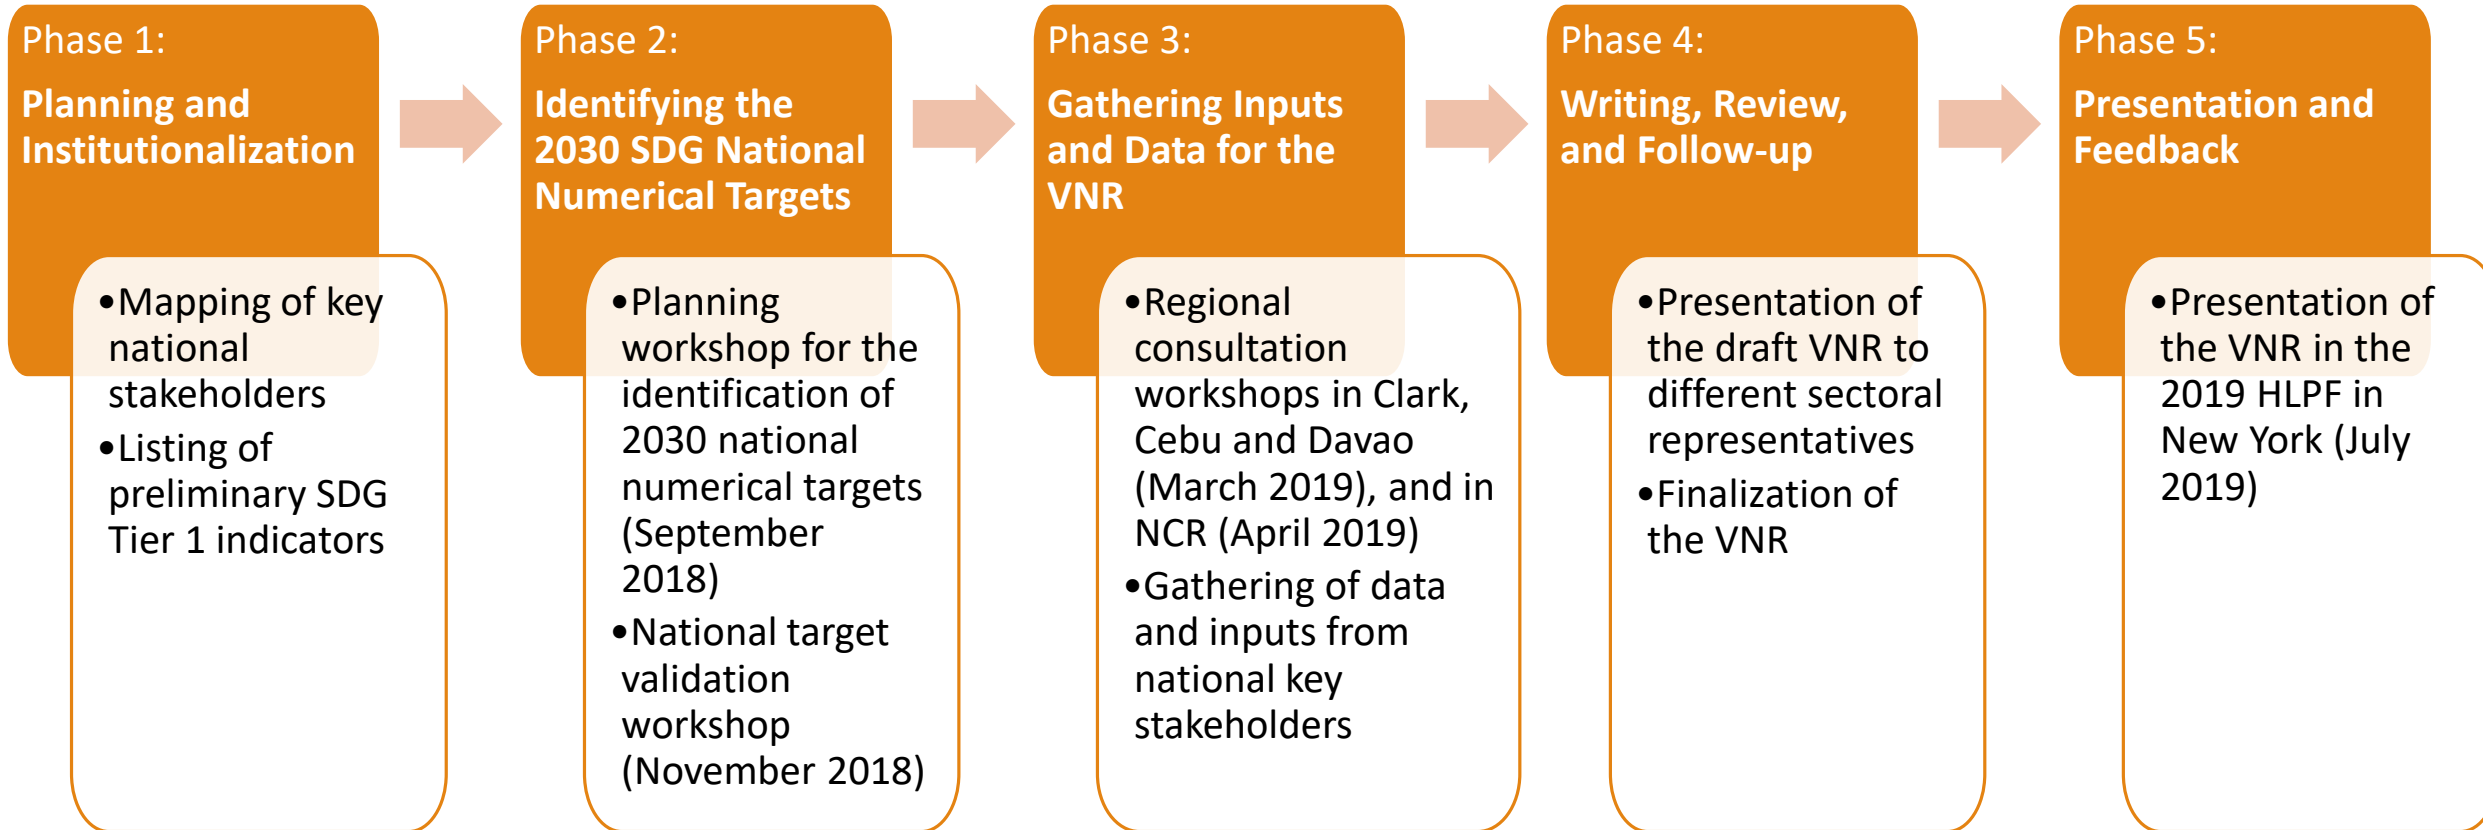 Phase 1:
Planning and
Institutionalization
•Mapping of key
national
stakeholders
•Listing of
preliminary SDG
Tier 1 indicators
Phase 2:
Identifying the
2030 SDG National
Numerical Targets
•Planning
workshop for the
identification of
2030 national
numerical targets
(September
2018)
•National target
validation
workshop
(November 2018)
Phase 3:
Gathering Inputs
and Data for the
VNR
•Regional
consultation
workshops in Clark,
Cebu and Davao
(March 2019), and in
NCR (April 2019)
•Gathering of data
and inputs from
national key
stakeholders
Phase 4:
Writing, Review,
and Follow-up
•Presentation of
the draft VNR to
different sectoral
representatives
•Finalization of
the VNR
Phase 5:
Presentation and
Feedback
•Presentation of
the VNR in the
2019 HLPF in
New York (July
2019)